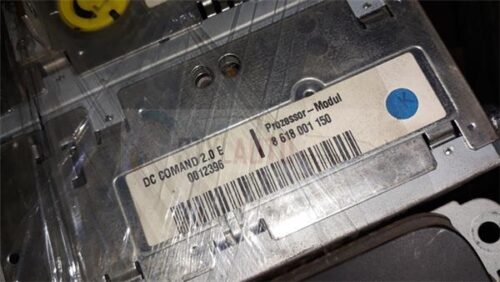 DC COMAND 2.0 E
0012396
Prozessor-Modul
8 618 001 150
K